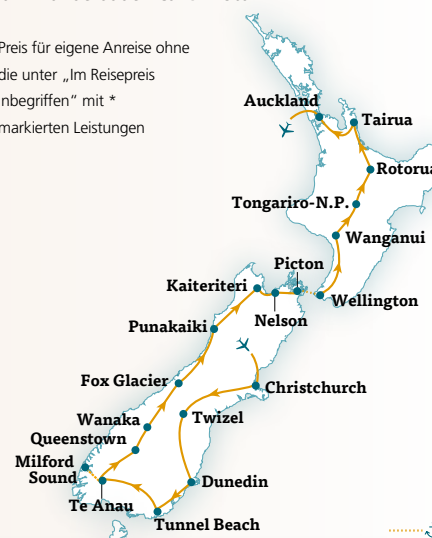 Preis für eigene Anreise ohne
die unter „Im Reisepreis
nbegriffen“ mit *
markierten Leistungen
Auckland
Tairua
Rotorua
Tongariro-N.P.
Wanganui
Picton
Kaiteriteri
Wellington
Nelson
Punakaiki
Fox Glacier
Christchurch
Wanaka
Twizel
Queenstown
Milford
Sound
Dunedin
Te Anau
Tunnel Beach